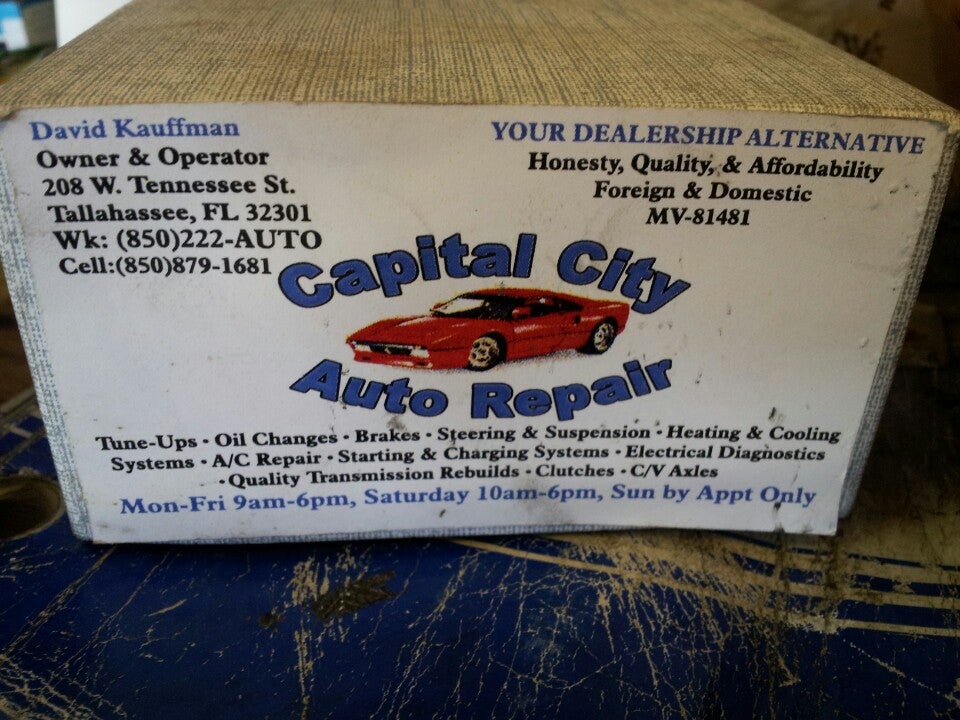 David Kauffman
Owner & Operator
208 W. Tennessee St.
Tallahassee, FL 32301
Wk: (850)222-AUTO
Cell:(850)879-1681
YOUR DEALERSHIP ALTERNATIVE
Honesty, Quality, & Affordability
Foreign & Domestic
MV-81481
Capital City
Auto Repair
Tune-Ups · Oil Changes · Brakes · Steering & Suspension · Heating & Cooling
Systems · A/C Repair · Starting & Charging Systems · Electrical Diagnostics
· Quality Transmission Rebuilds · Clutches · C/V Axles
Mon-Fri 9am-6pm, Saturday 10am-6pm, Sun by Appt Only